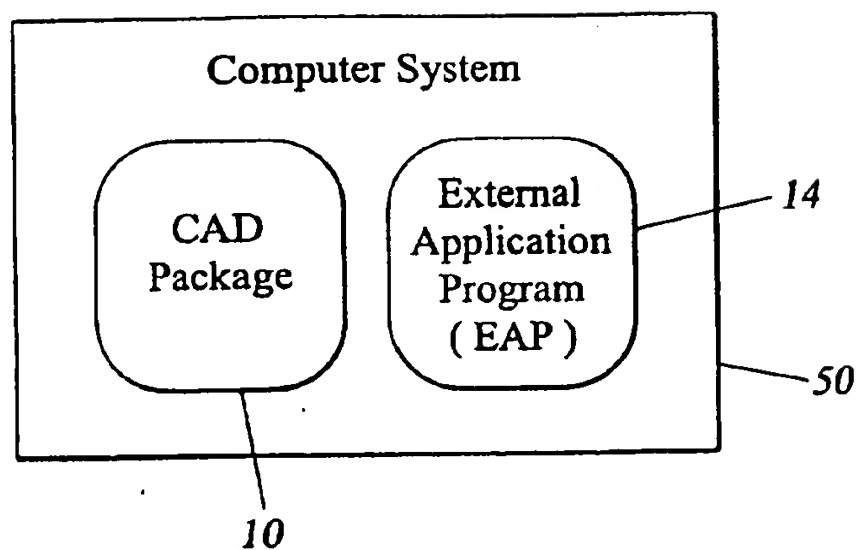 Computer System
CAD
Package
External
Application
Program
( EAP )
14
50
10